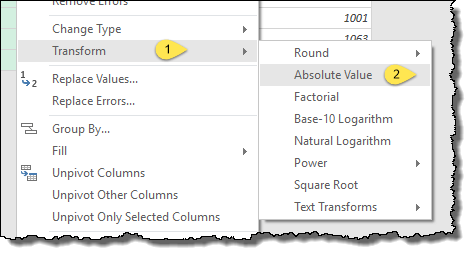 Remove Errors
1001
Change Type
Transform
1
1063
Round
Replace Values...
Absolute Value
2
Replace Errors...
Factorial
Group By...
Base-10 Logarithm
Fill
Natural Logarithm
Unpivot Columns
Power
Unpivot Other Columns
Square Root
Unpivot Only Selected Columns
Text Transforms